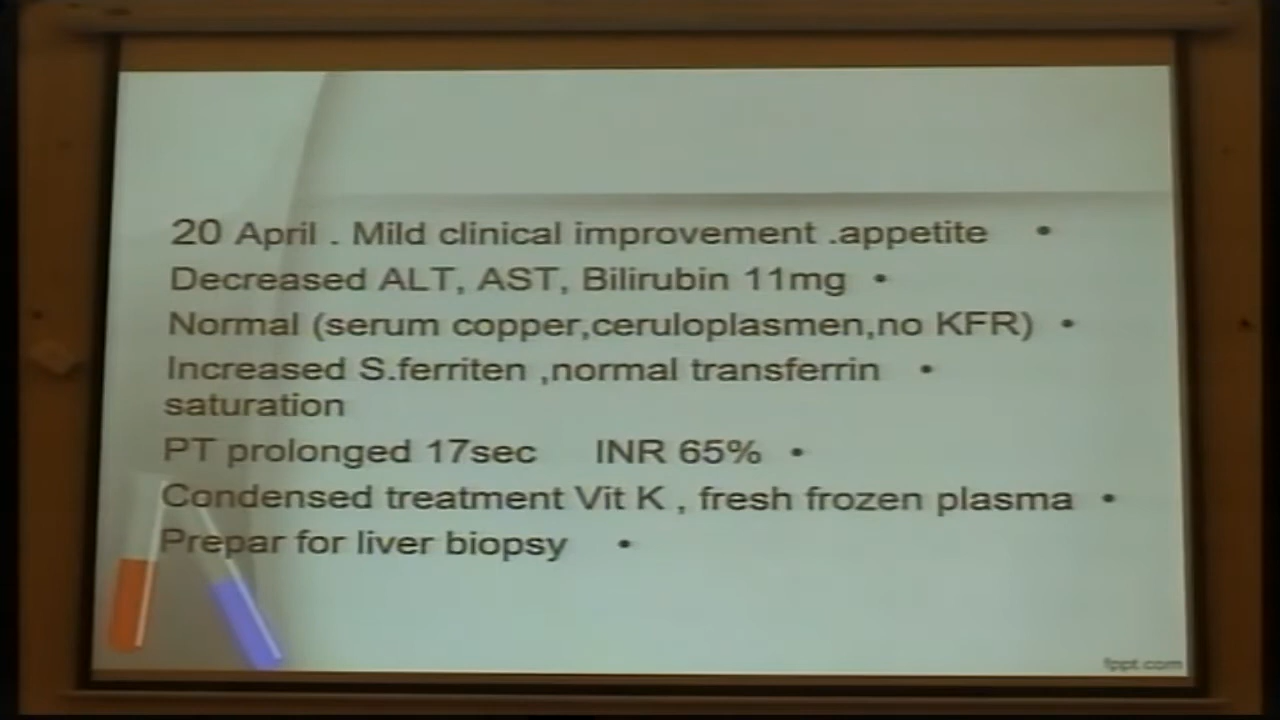 20 April . Mild clinical improvement .appetite •
Decreased ALT, AST, Bilirubin 11mg •
Normal (serum copper,ceruloplasmen,no KFR) •
Increased S.ferriten ,normal transferrin •
saturation
PT prolonged 17sec INR 65% •
Condensed treatment Vit K , fresh frozen plasma •
Prepar for liver biopsy •
fppt.com